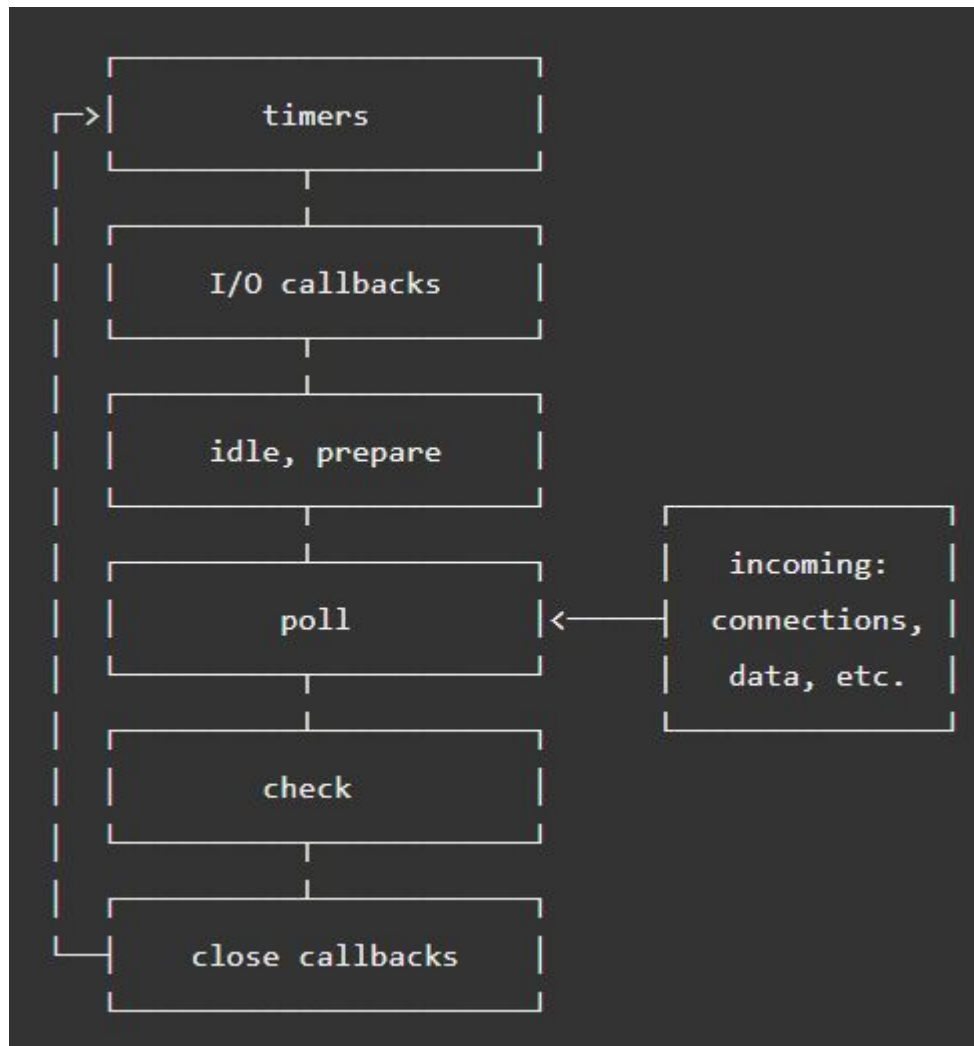 timers
I/O callbacks
idle, prepare
poll
incoming:
connections,
data, etc.
check
close callbacks